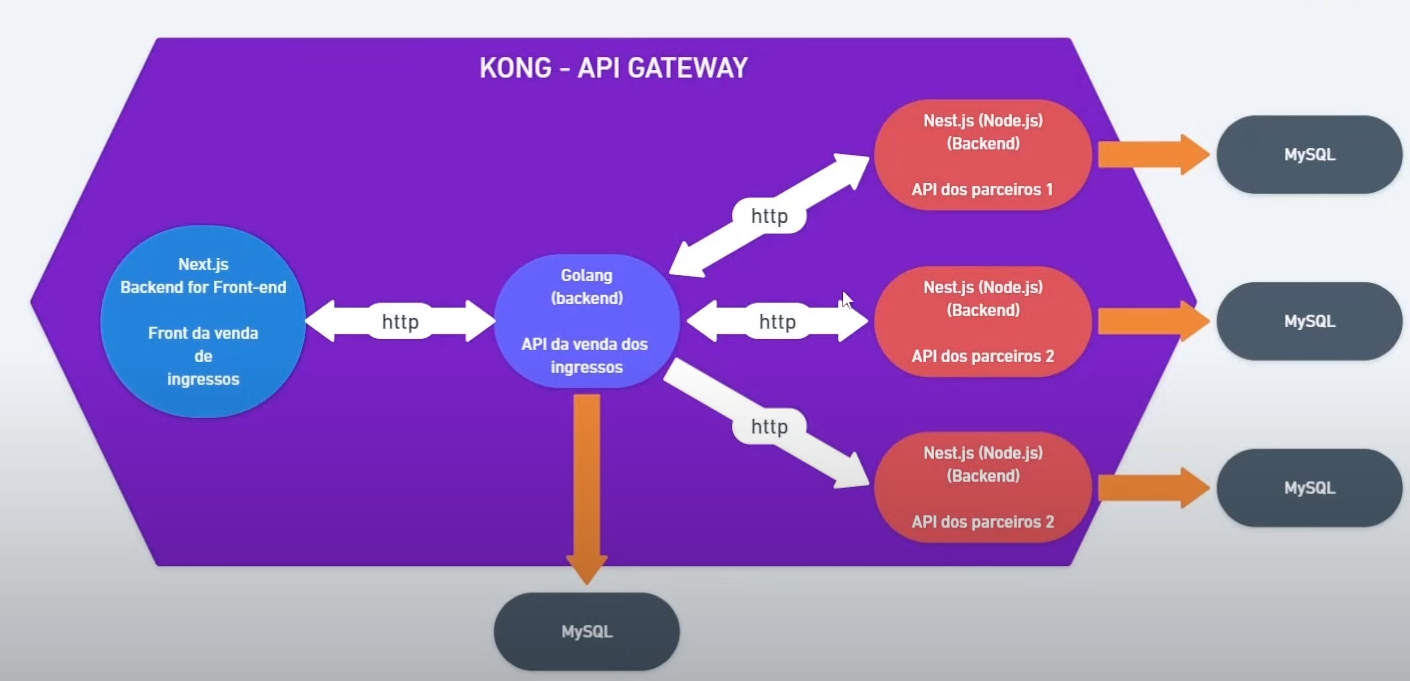 KONG - API GATEWAY
Nest.js (Node.js)
(Backend)
API dos parceiros 1
MySQL
http
Next.js
Backend for Front-end
Front da venda
de
ingressos
http
Golang
(backend)
API da venda dos
ingressos
http
Nest.js (Node.js)
(Backend)
API dos parceiros 2
MySQL
http
Nest.js (Node.js)
(Backend)
API dos parceiros 2
MySQL
MySQL